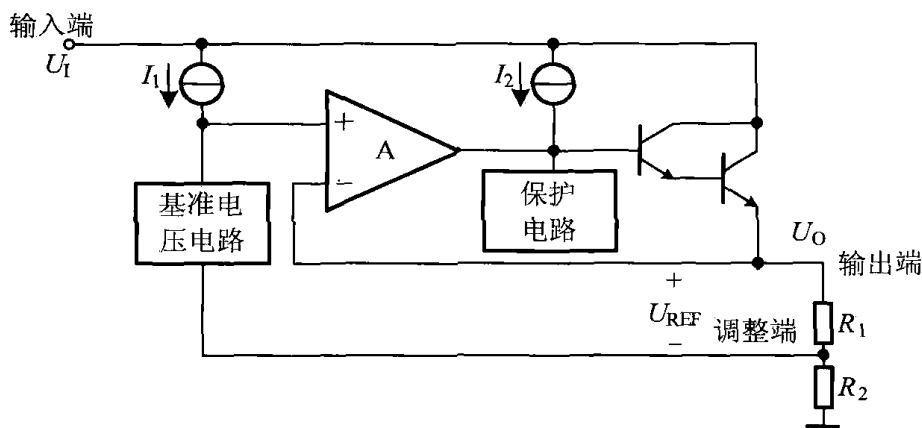 输入端
U_I
I_1
I_2
+
A
-
基准电
压电路
保护
电路
U_O
输出端
+
U_REF
-
调整端
R_1
R_2